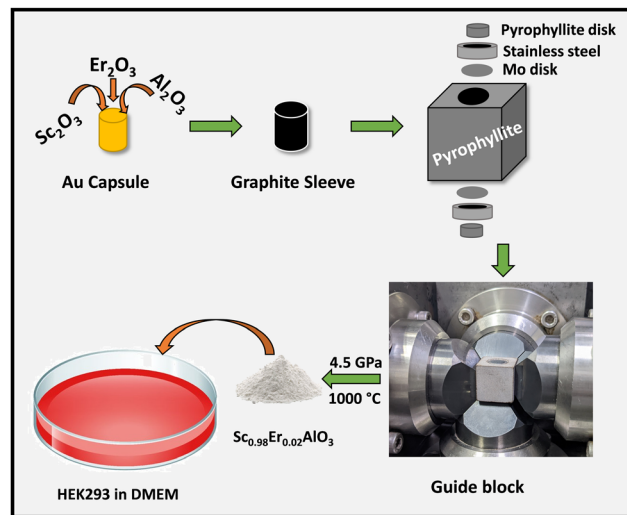 Er₂O₃
Sc₂O₃
Al₂O₃
Au Capsule
Graphite Sleeve
Pyrophyllite disk
Stainless steel
Mo disk
Pyrophyllite
4.5 GPa
1000 °C
Sc₀.₉₈Er₀.₀₂AlO₃
HEK293 in DMEM
Guide block